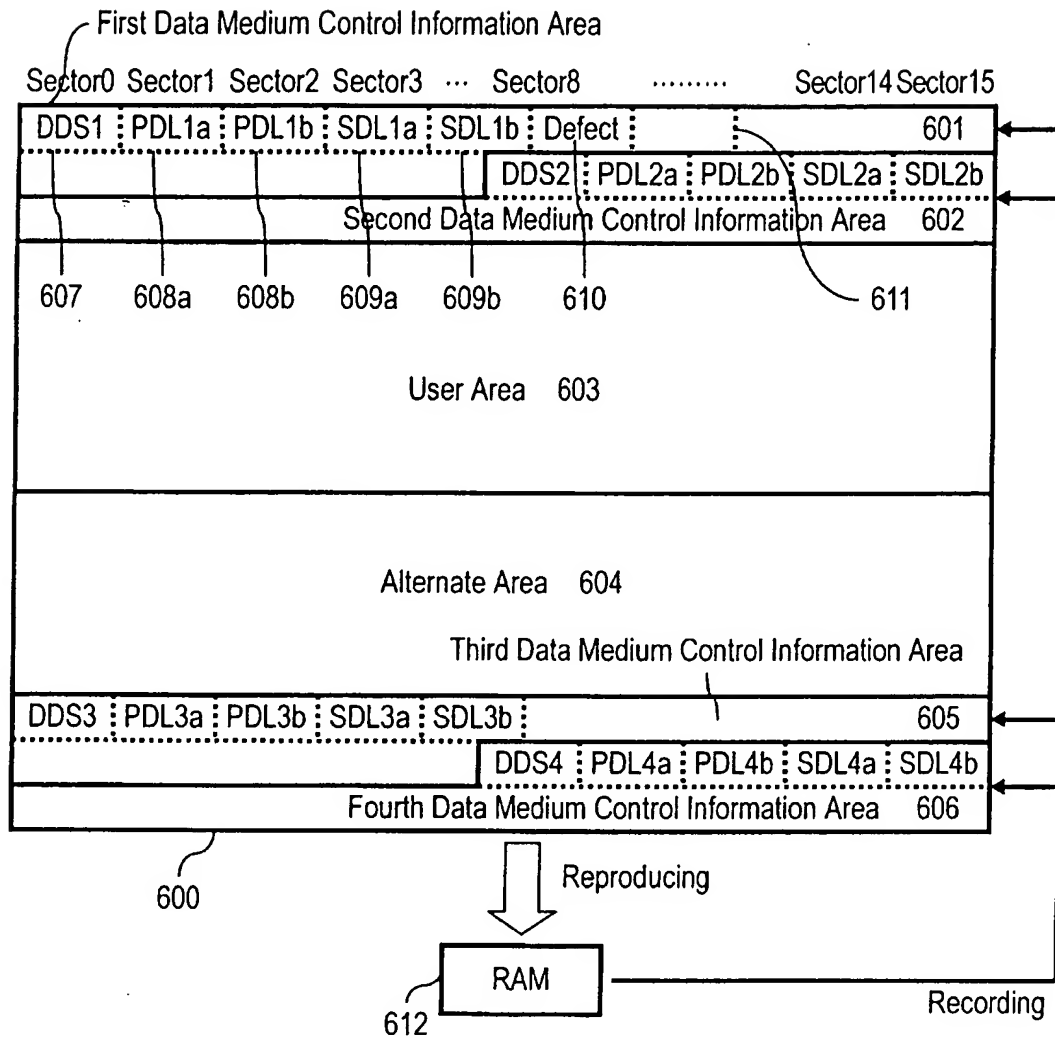 First Data Medium Control Information Area
Sector0 Sector1 Sector2 Sector3 ... Sector8 ......... Sector14 Sector15
DDS1 PDL1a PDL1b SDL1a SDL1b Defect 601
DDS2 PDL2a PDL2b SDL2a SDL2b
Second Data Medium Control Information Area 602
607 608a 608b 609a 609b 610 611
User Area 603
Alternate Area 604
Third Data Medium Control Information Area
DDS3 PDL3a PDL3b SDL3a SDL3b 605
DDS4 PDL4a PDL4b SDL4a SDL4b
Fourth Data Medium Control Information Area 606
600
Reproducing
RAM
612
Recording